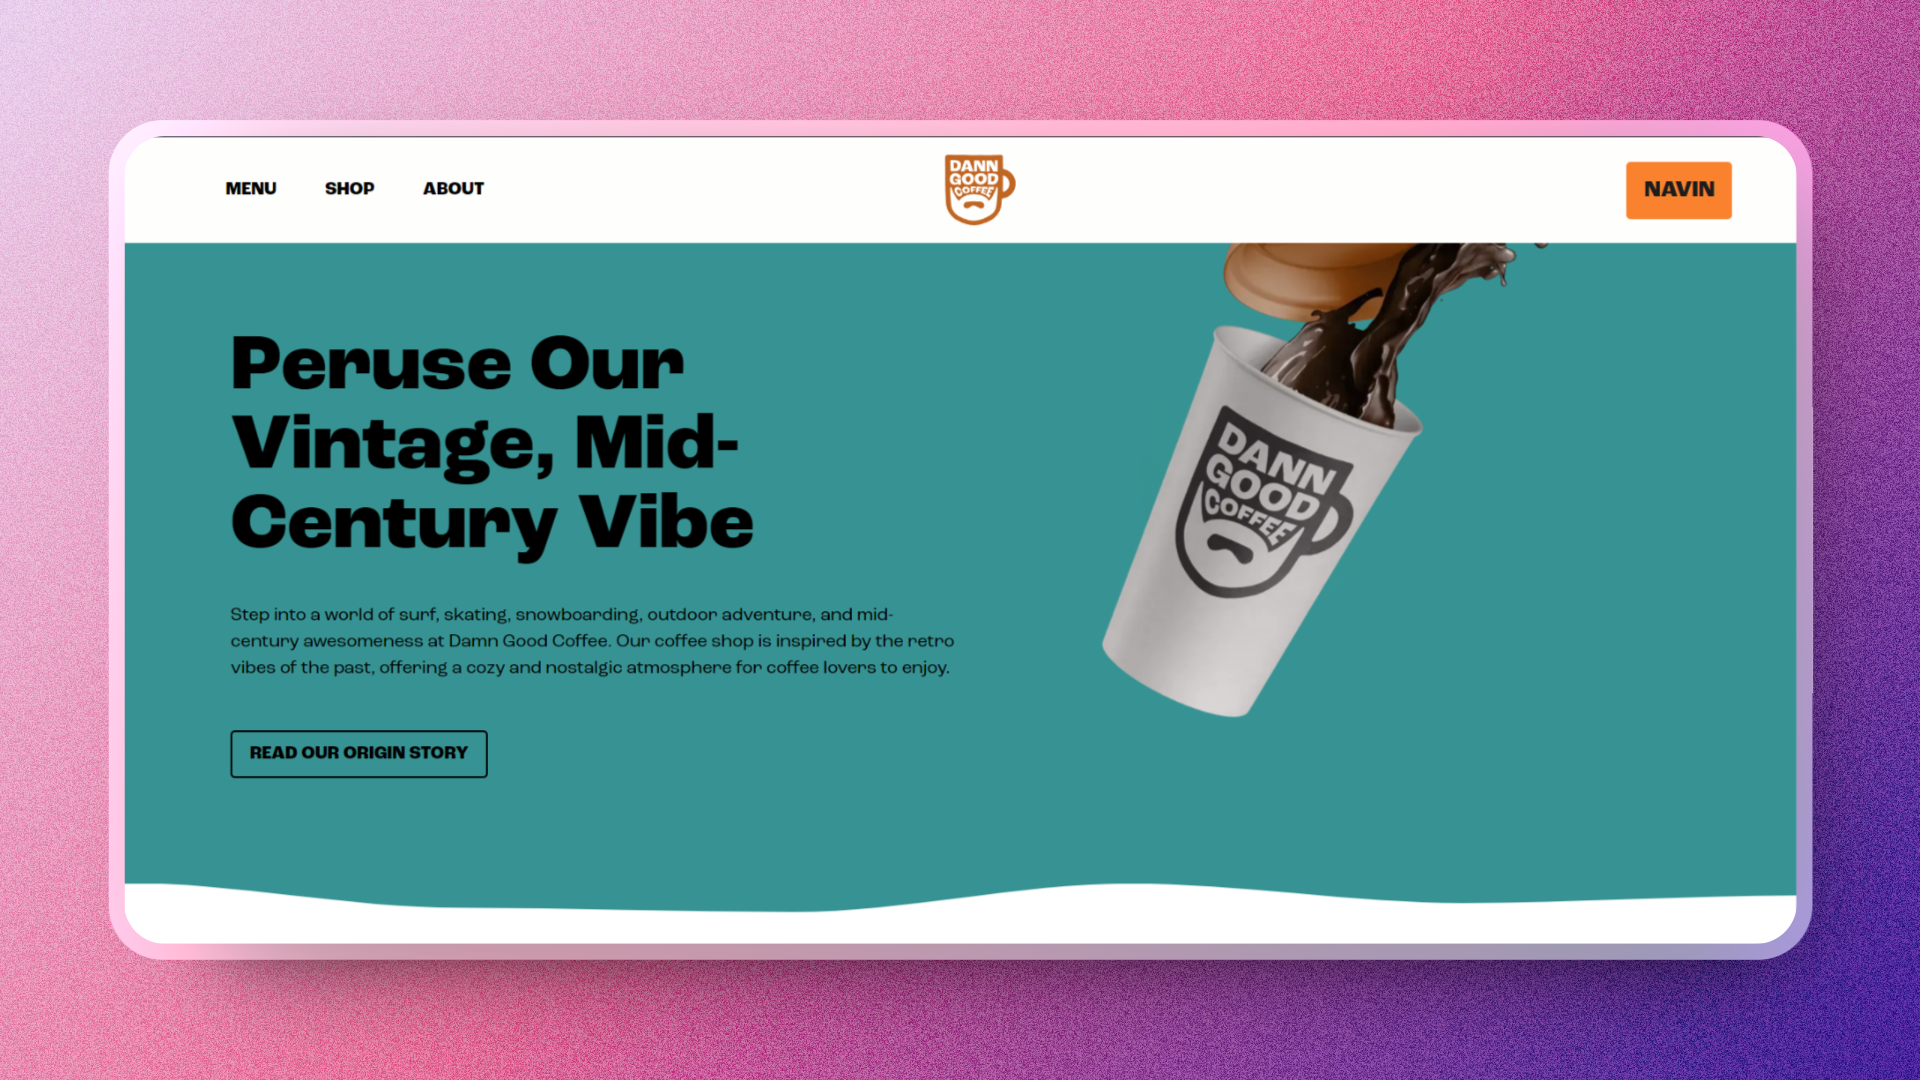 MENU
SHOP
ABOUT
DANN
GOOD
COFFEE
NAVIN
Peruse Our
Vintage, Mid-
Century Vibe
Step into a world of surf, skating, snowboarding, outdoor adventure, and mid-
century awesomeness at Damn Good Coffee. Our coffee shop is inspired by the retro
vibes of the past, offering a cozy and nostalgic atmosphere for coffee lovers to enjoy.
READ OUR ORIGIN STORY
DANN
GOOD
COFFEE